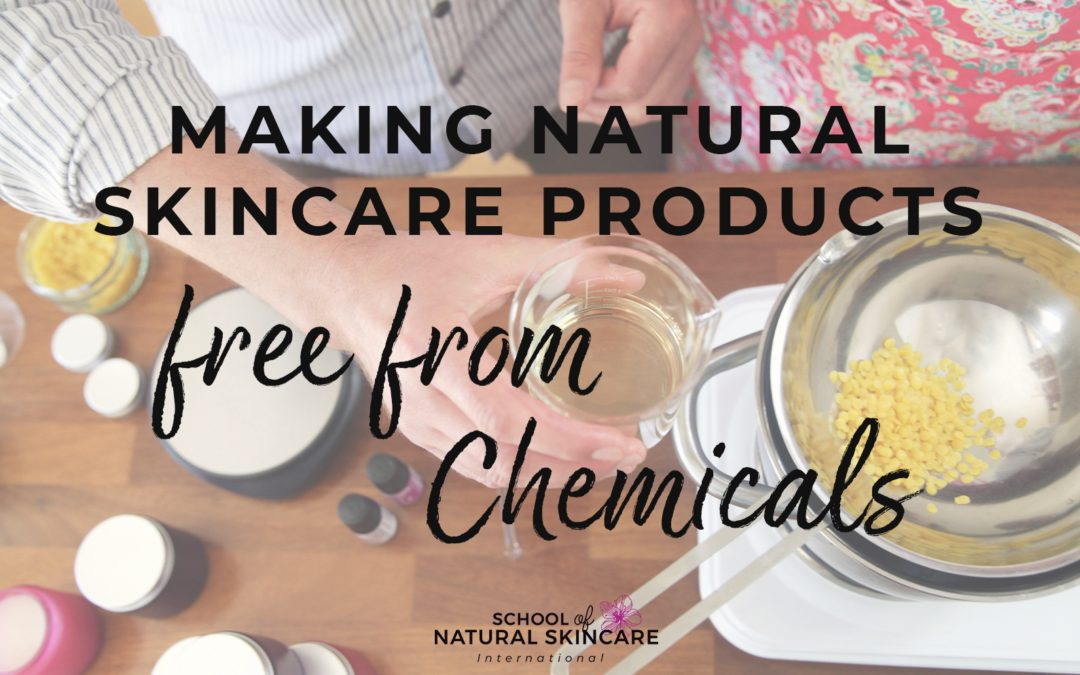 MAKING NATURAL
SKINCARE PRODUCTS
free from
Chemicals
SCHOOL of
NATURAL SKINCARE
International